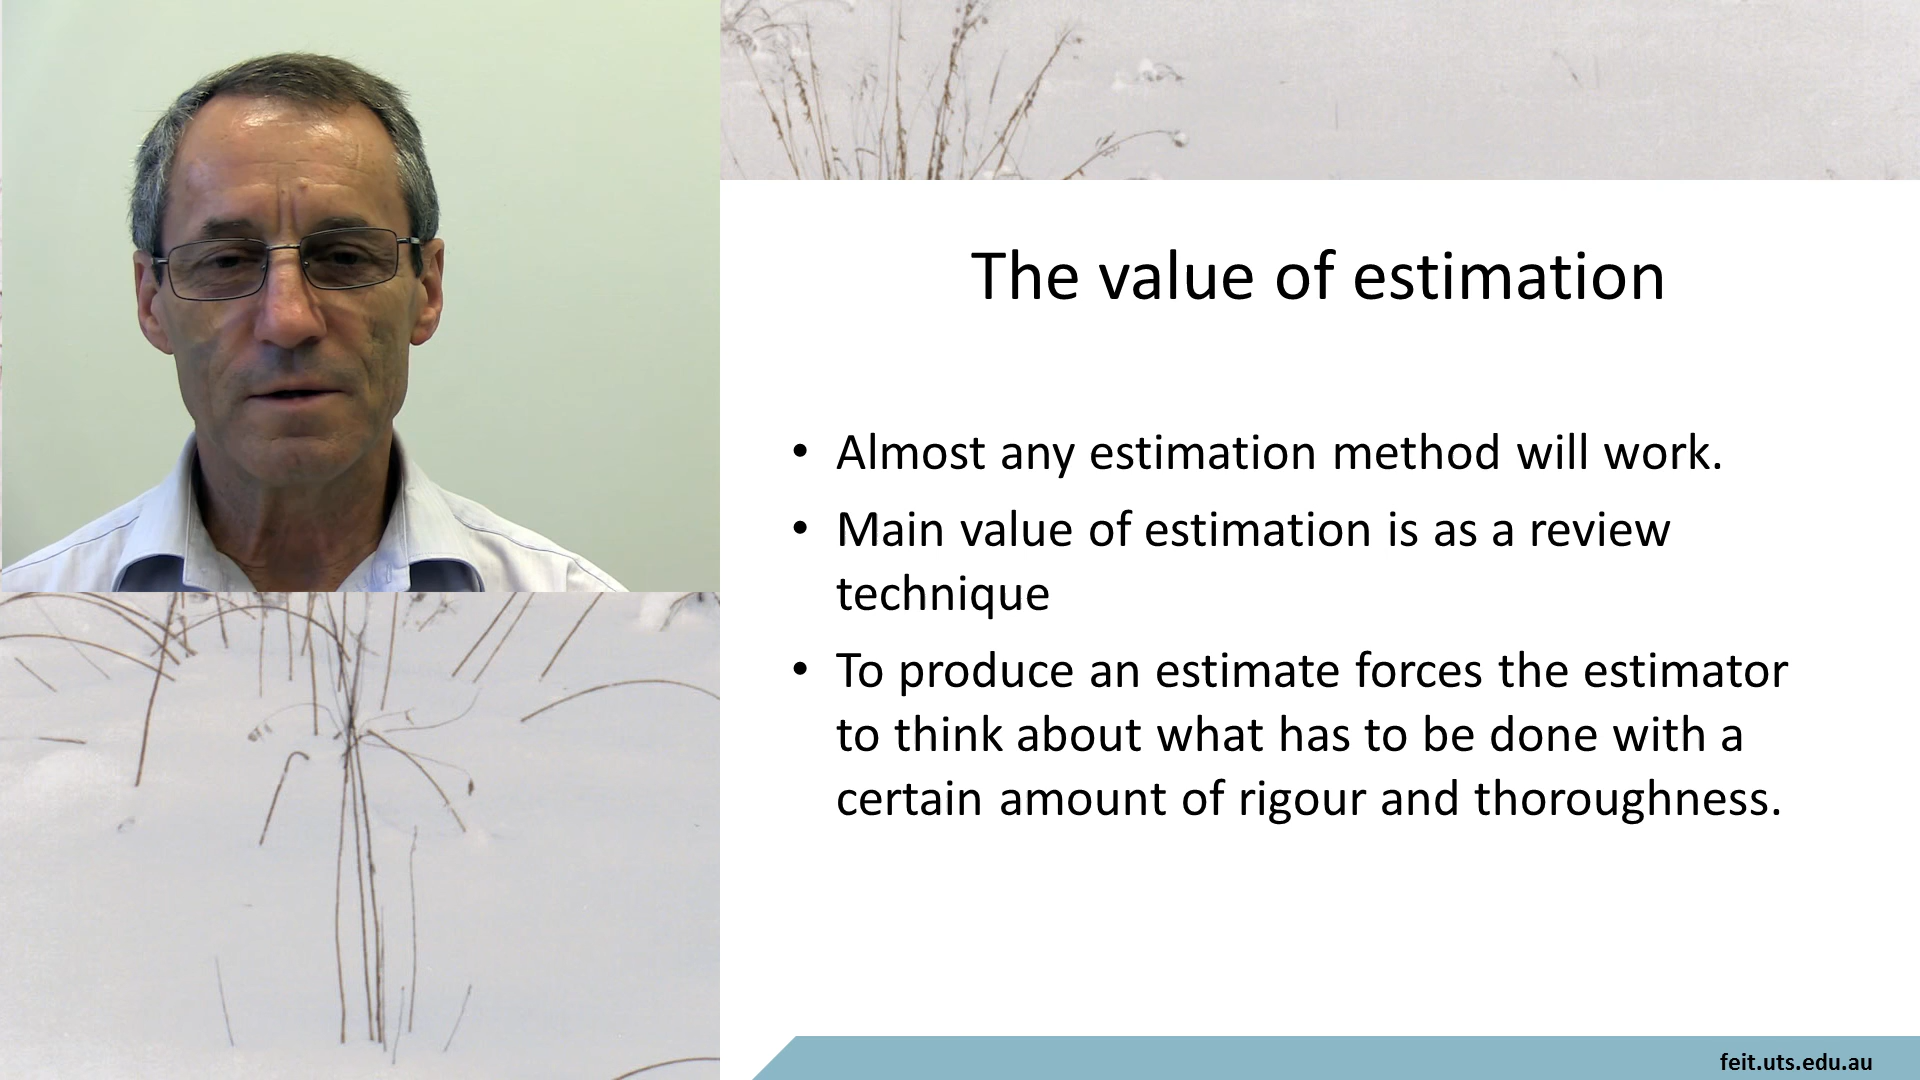 The value of estimation
• Almost any estimation method will work.
• Main value of estimation is as a review
technique
• To produce an estimate forces the estimator
to think about what has to be done with a
certain amount of rigour and thoroughness.
feit.uts.edu.au